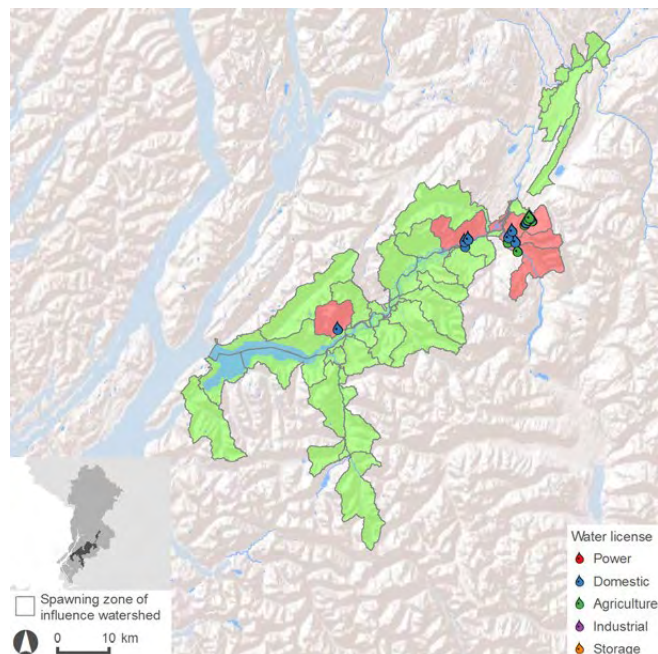 Spawning zone of
influence watershed
0 10 km
Water license
Power
Domestic
Agriculture
Industrial
Storage